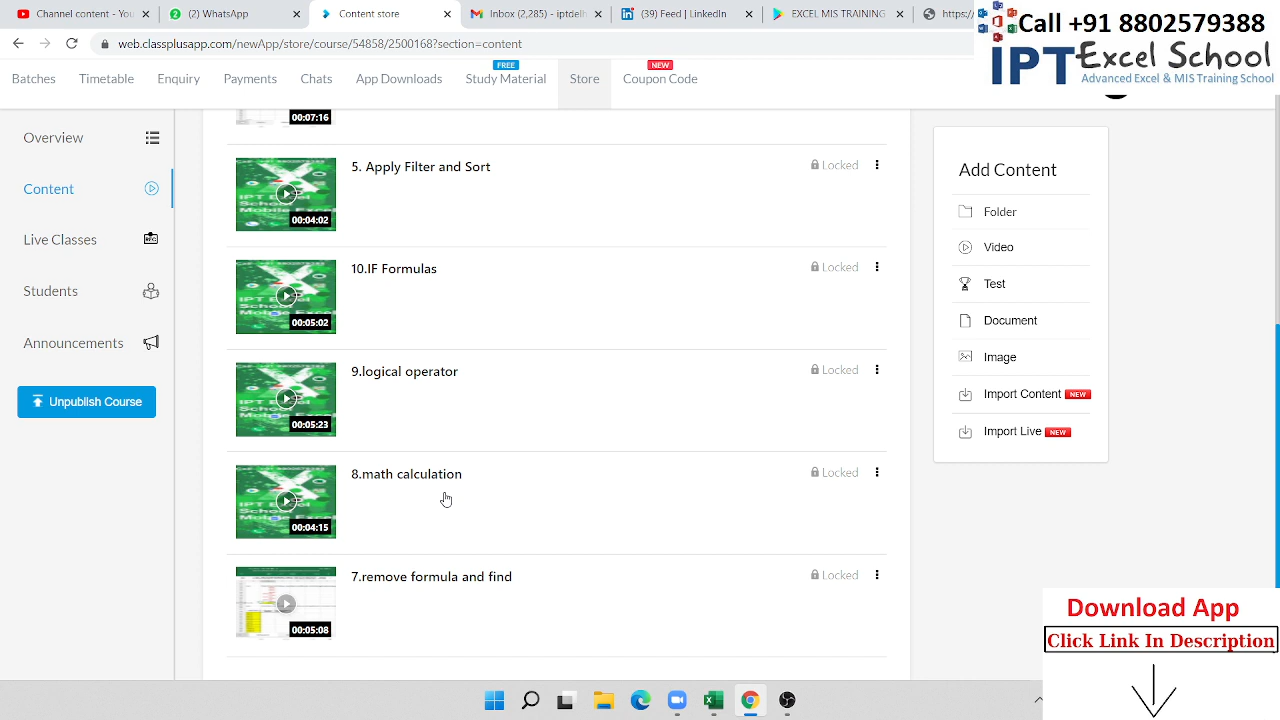 Channel content - You
(2) WhatsApp
Content store
Inbox (2,285) - iptdelh
(39) Feed | LinkedIn
EXCEL MIS TRAINING
https:/
Call +91 8802579388
web.classplusapp.com/newApp/store/course/54858/2500168?section=content
IPT Excel School
Advanced Excel & MIS Training School
FREE
NEW
Batches
Timetable
Enquiry
Payments
Chats
App Downloads
Study Material
Store
Coupon Code
Overview
Content
Live Classes
Students
Announcements
Unpublish Course
00:07:16
5. Apply Filter and Sort
Locked
00:04:02
10.IF Formulas
Locked
00:05:02
9.logical operator
Locked
00:05:23
8.math calculation
Locked
00:04:15
7.remove formula and find
Locked
00:05:08
Add Content
Folder
Video
Test
Document
Image
Import Content NEW
Import Live NEW
Download App
Click Link In Description